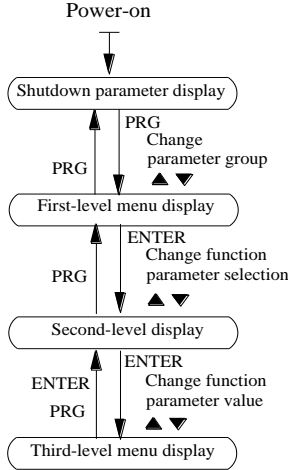 Power-on
Shutdown parameter display
PRG
Change
parameter group
PRG
▲ ▼
First-level menu display
ENTER
Change function
parameter selection
PRG
▲ ▼
Second-level display
ENTER
Change function
parameter value
ENTER
PRG
▲ ▼
Third-level menu display